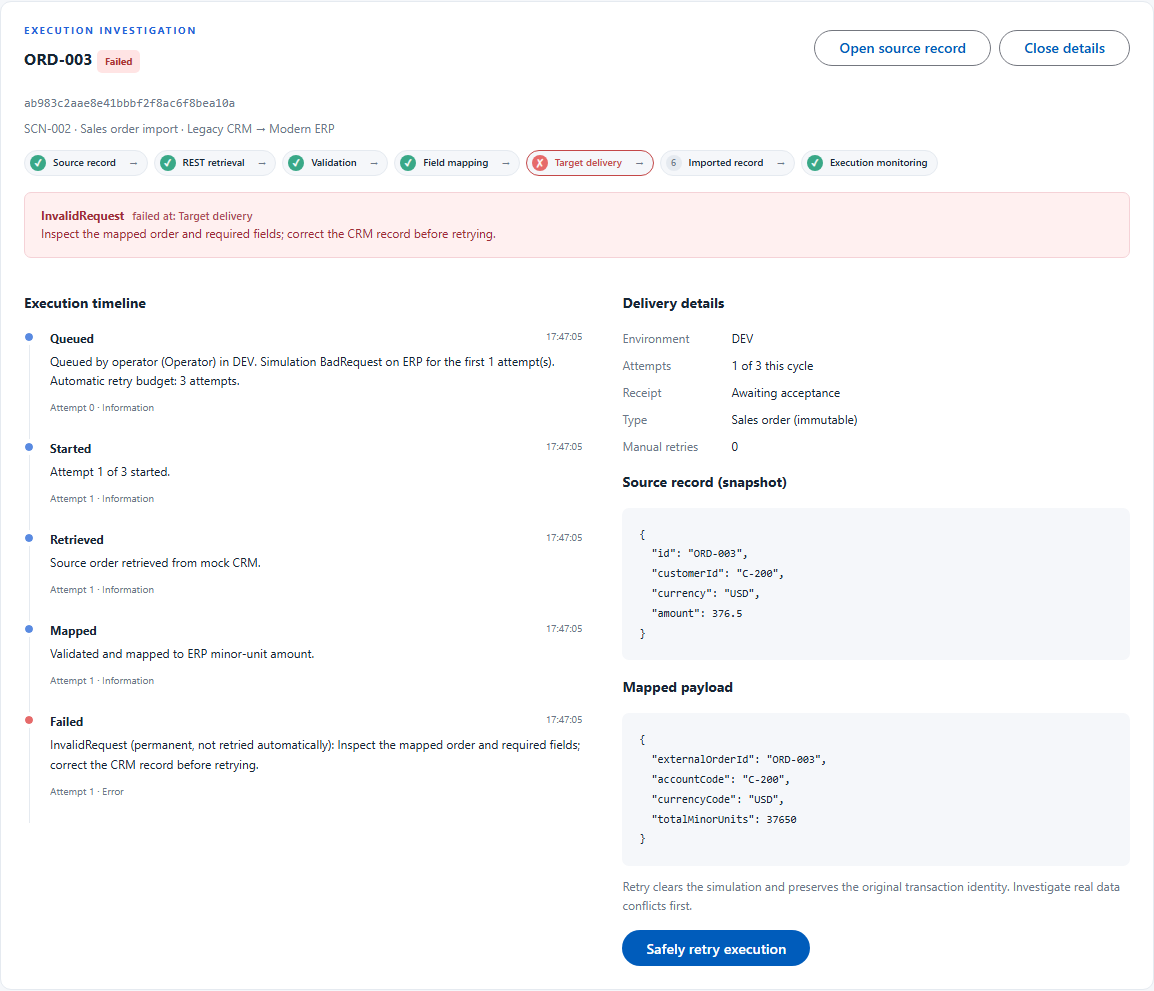 EXECUTION INVESTIGATION
ORD-003 Failed
Open source record
Close details
ab983c2aae8e41bbbf2f8ac6f8bea10a
SCN-002 · Sales order import · Legacy CRM → Modern ERP
✓ Source record →
✓ REST retrieval →
✓ Validation →
✓ Field mapping →
✗ Target delivery →
6 Imported record →
✓ Execution monitoring
InvalidRequest failed at: Target delivery
Inspect the mapped order and required fields; correct the CRM record before retrying.
Execution timeline
Queued 17:47:05
Queued by operator (Operator) in DEV. Simulation BadRequest on ERP for the first 1 attempt(s).
Automatic retry budget: 3 attempts.
Attempt 0 · Information
Started 17:47:05
Attempt 1 of 3 started.
Attempt 1 · Information
Retrieved 17:47:05
Source order retrieved from mock CRM.
Attempt 1 · Information
Mapped 17:47:05
Validated and mapped to ERP minor-unit amount.
Attempt 1 · Information
Failed 17:47:05
InvalidRequest (permanent, not retried automatically): Inspect the mapped order and required fields;
correct the CRM record before retrying.
Attempt 1 · Error
Delivery details
Environment DEV
Attempts 1 of 3 this cycle
Receipt Awaiting acceptance
Type Sales order (immutable)
Manual retries 0
Source record (snapshot)
{
"id": "ORD-003",
"customerId": "C-200",
"currency": "USD",
"amount": 376.5
}
Mapped payload
{
"externalOrderId": "ORD-003",
"accountCode": "C-200",
"currencyCode": "USD",
"totalMinorUnits": 37650
}
Retry clears the simulation and preserves the original transaction identity. Investigate real data
conflicts first.
Safely retry execution